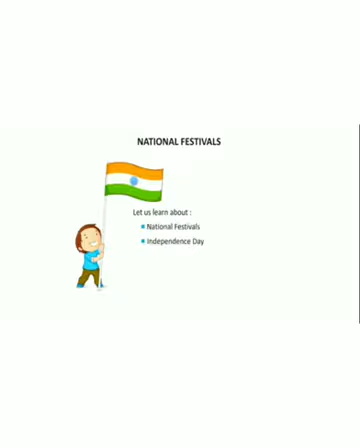 NATIONAL FESTIVALS
Let us learn about :
National Festivals
Independence Day